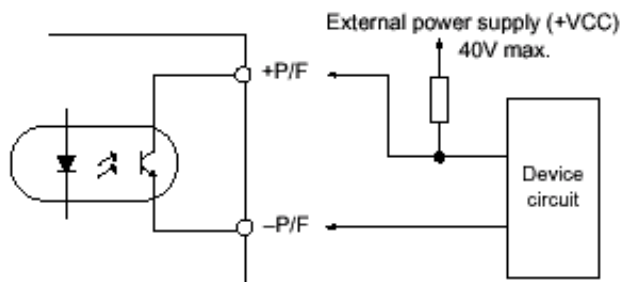 External power supply (+VCC)
40V max.
+P/F
Device
circuit
–P/F